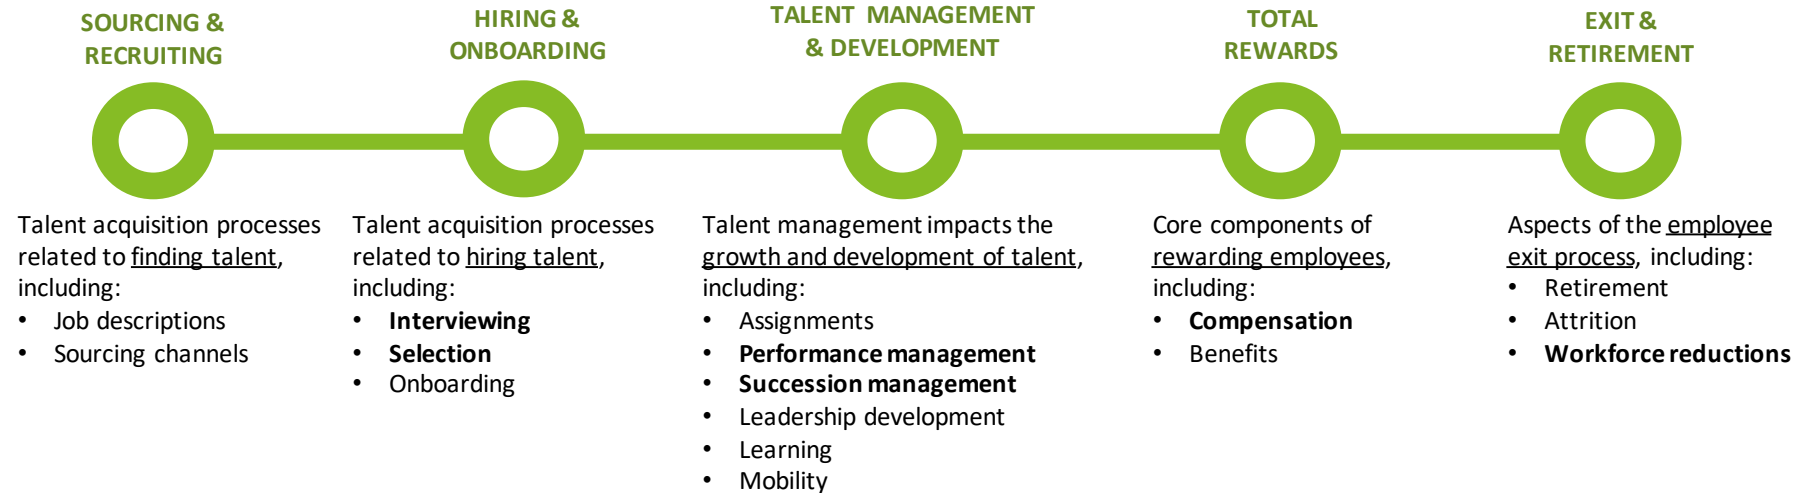 SOURCING &
RECRUITING
Talent acquisition processes
related to finding talent,
including:
• Job descriptions
• Sourcing channels
HIRING &
ONBOARDING
Talent acquisition processes
related to hiring talent,
including:
• Interviewing
• Selection
• Onboarding
TALENT MANAGEMENT
& DEVELOPMENT
Talent management impacts the
growth and development of talent,
including:
• Assignments
• Performance management
• Succession management
• Leadership development
• Learning
• Mobility
TOTAL
REWARDS
Core components of
rewarding employees,
including:
• Compensation
• Benefits
EXIT &
RETIREMENT
Aspects of the employee
exit process, including:
• Retirement
• Attrition
• Workforce reductions